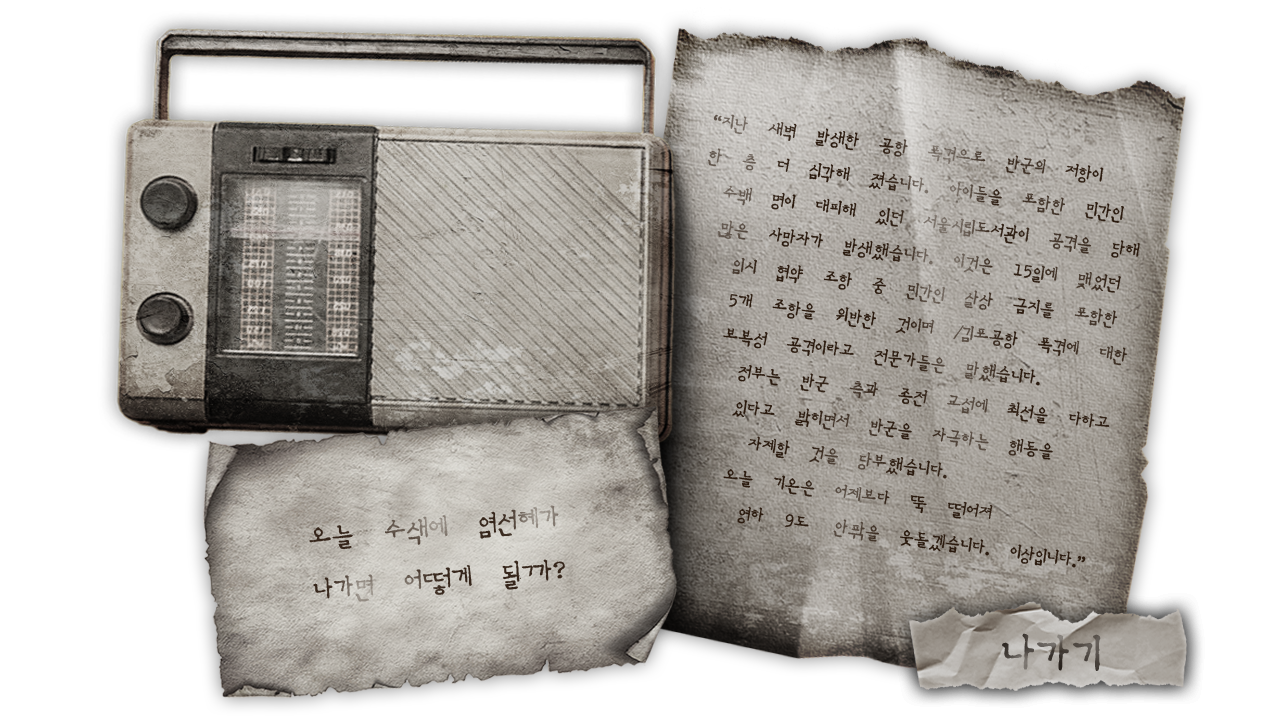 “지난 새벽 발생한 공항 폭격으로 반군의 저항이
한 층 더 심각해 졌습니다. 아이들을 포함한 민간인
수백 명이 대피해 있던 서울시립도서관이 공격을 당해
많은 사망자가 발생했습니다. 이것은 15일에 맺었던
임시 협약 조항 중 민간인 살상 금지를 포함한
5개 조항을 위반한 것이며 /김포공항 폭격에 대한
보복성 공격이라고 전문가들은 말했습니다.
정부는 반군 측과 종전 교섭에 최선을 다하고
있다고 밝히면서 반군을 자극하는 행동을
자제할 것을 당부했습니다.
오늘 기온은 어제보다 뚝 떨어져
영하 9도 안팎을 웃돌겠습니다. 이상입니다.”
오늘 수색에 염선혜가
나가면 어떻게 될까?
나가기